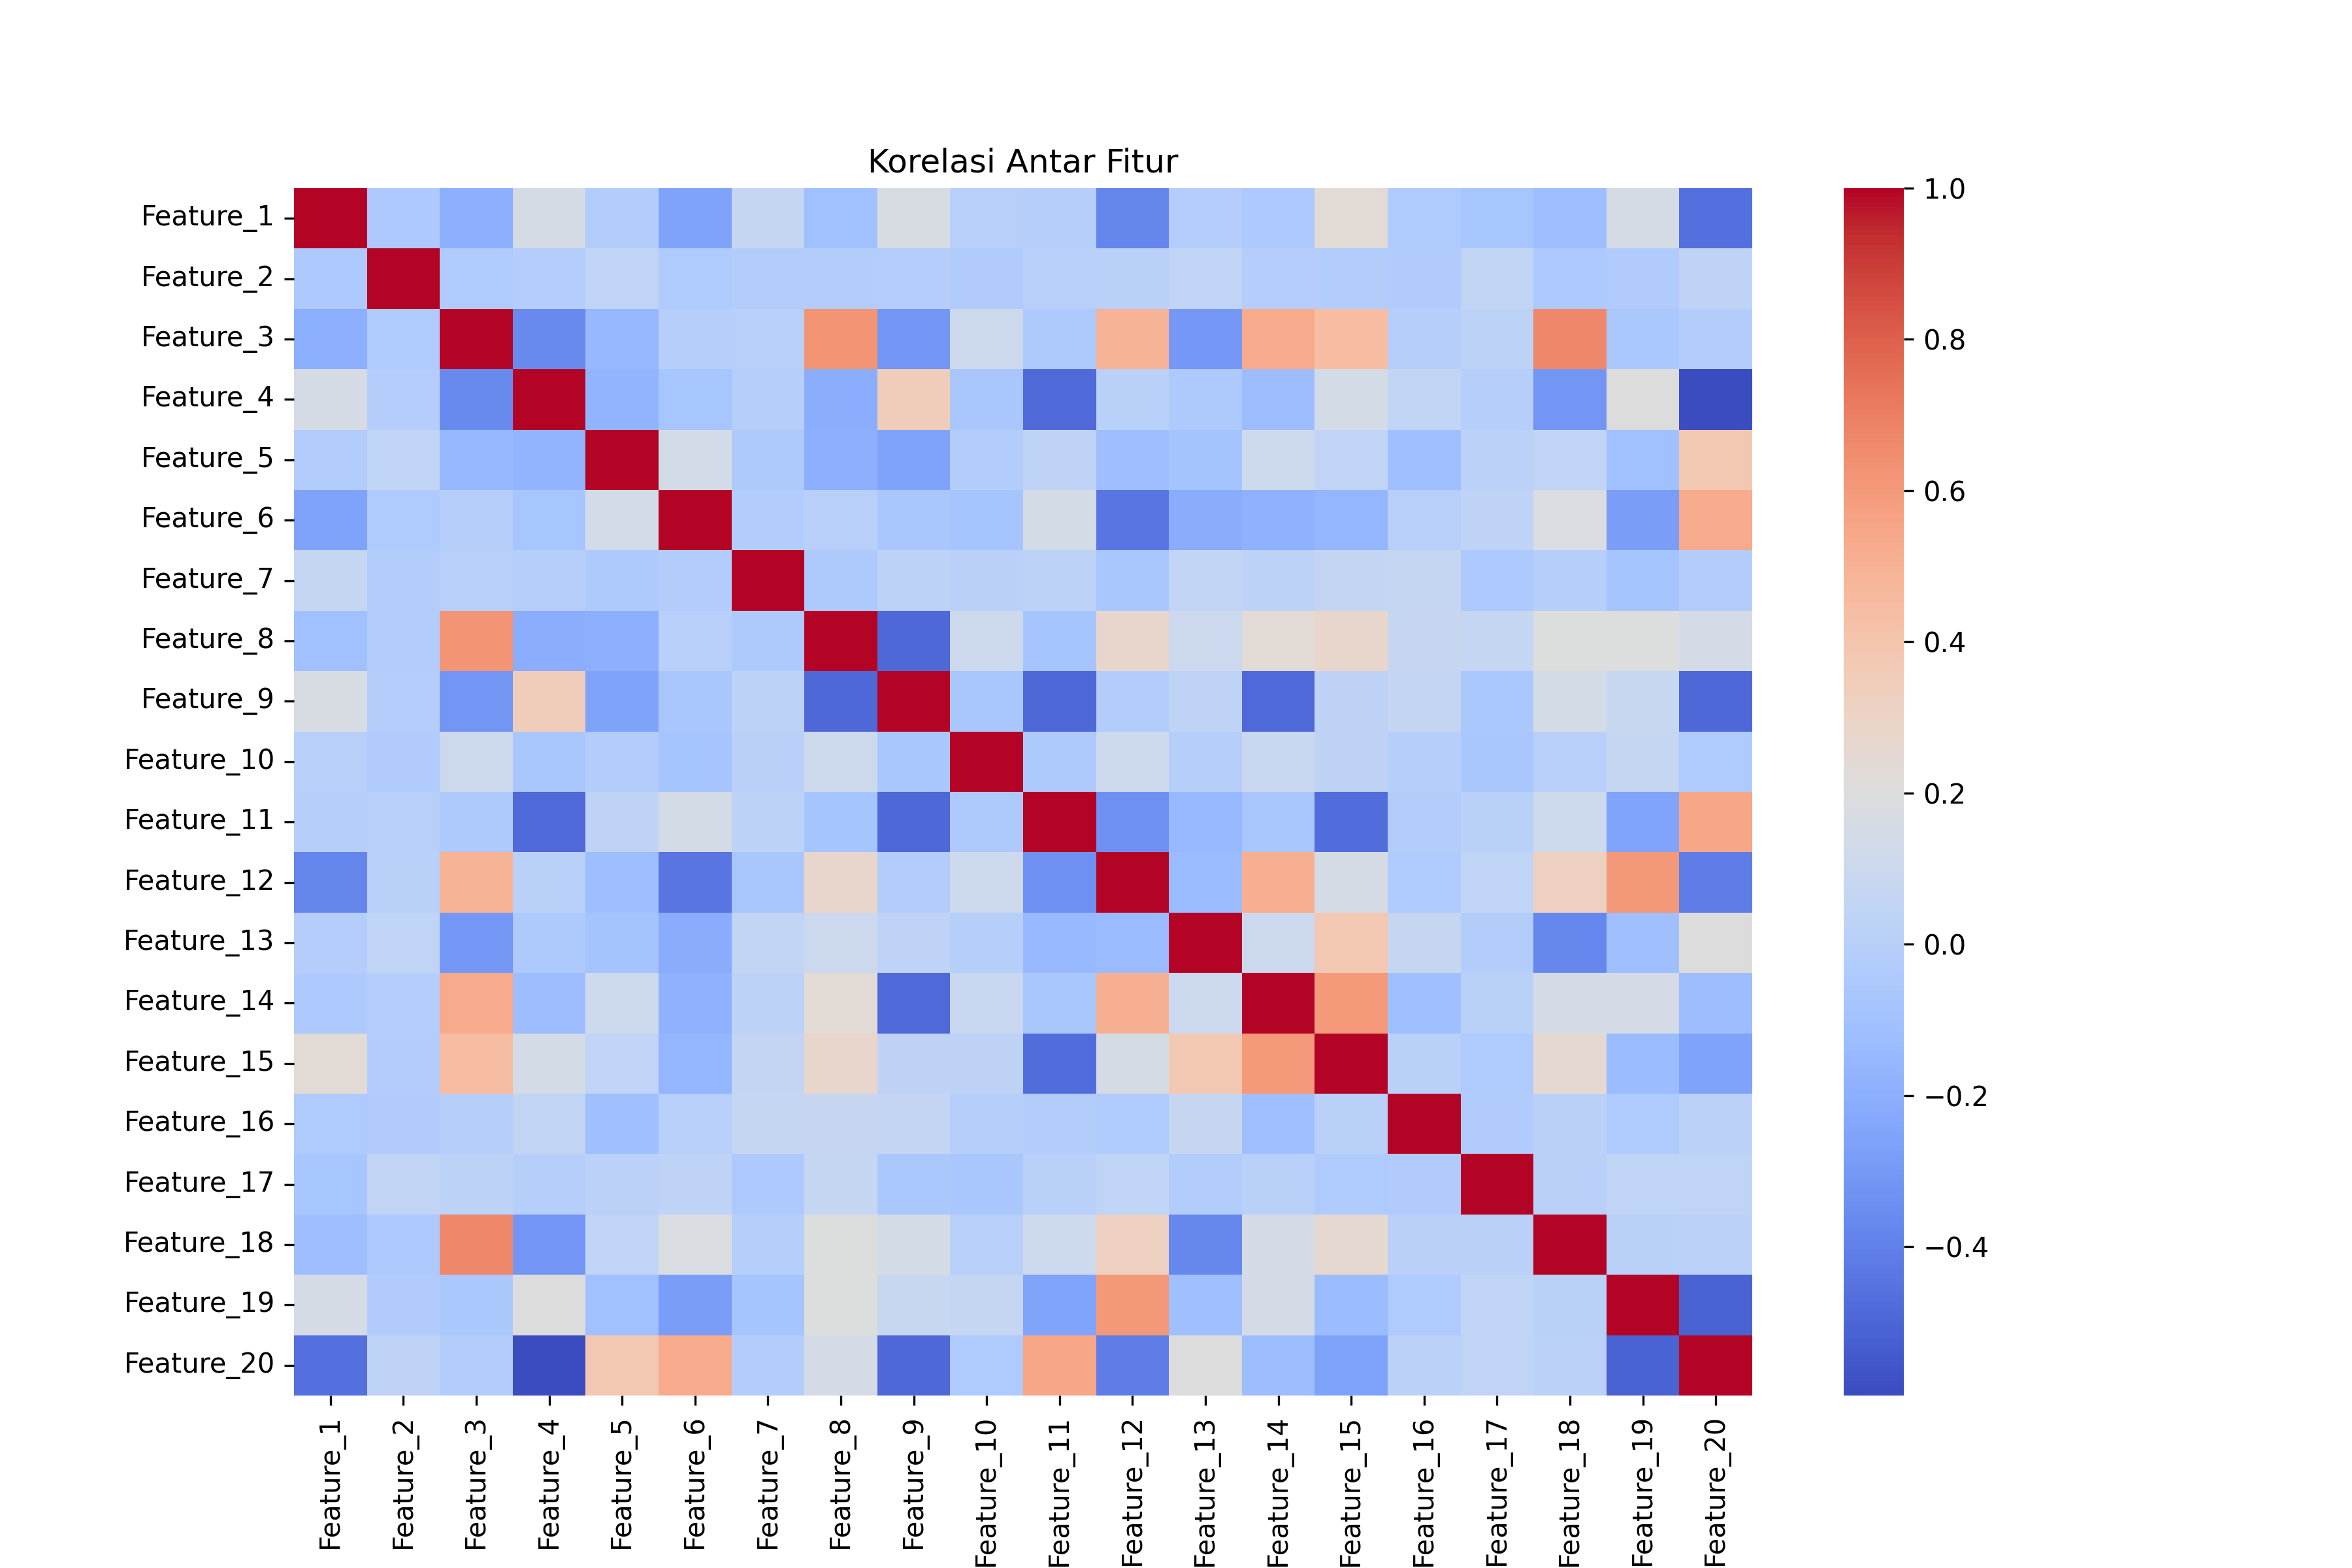 Korelasi Antar Fitur
Feature_1
Feature_2
Feature_3
Feature_4
Feature_5
Feature_6
Feature_7
Feature_8
Feature_9
Feature_10
Feature_11
Feature_12
Feature_13
Feature_14
Feature_15
Feature_16
Feature_17
Feature_18
Feature_19
Feature_20
Feature_1
Feature_2
Feature_3
Feature_4
Feature_5
Feature_6
Feature_7
Feature_8
Feature_9
Feature_10
Feature_11
Feature_12
Feature_13
Feature_14
Feature_15
Feature_16
Feature_17
Feature_18
Feature_19
Feature_20
1.0
0.8
0.6
0.4
0.2
0.0
−0.2
−0.4